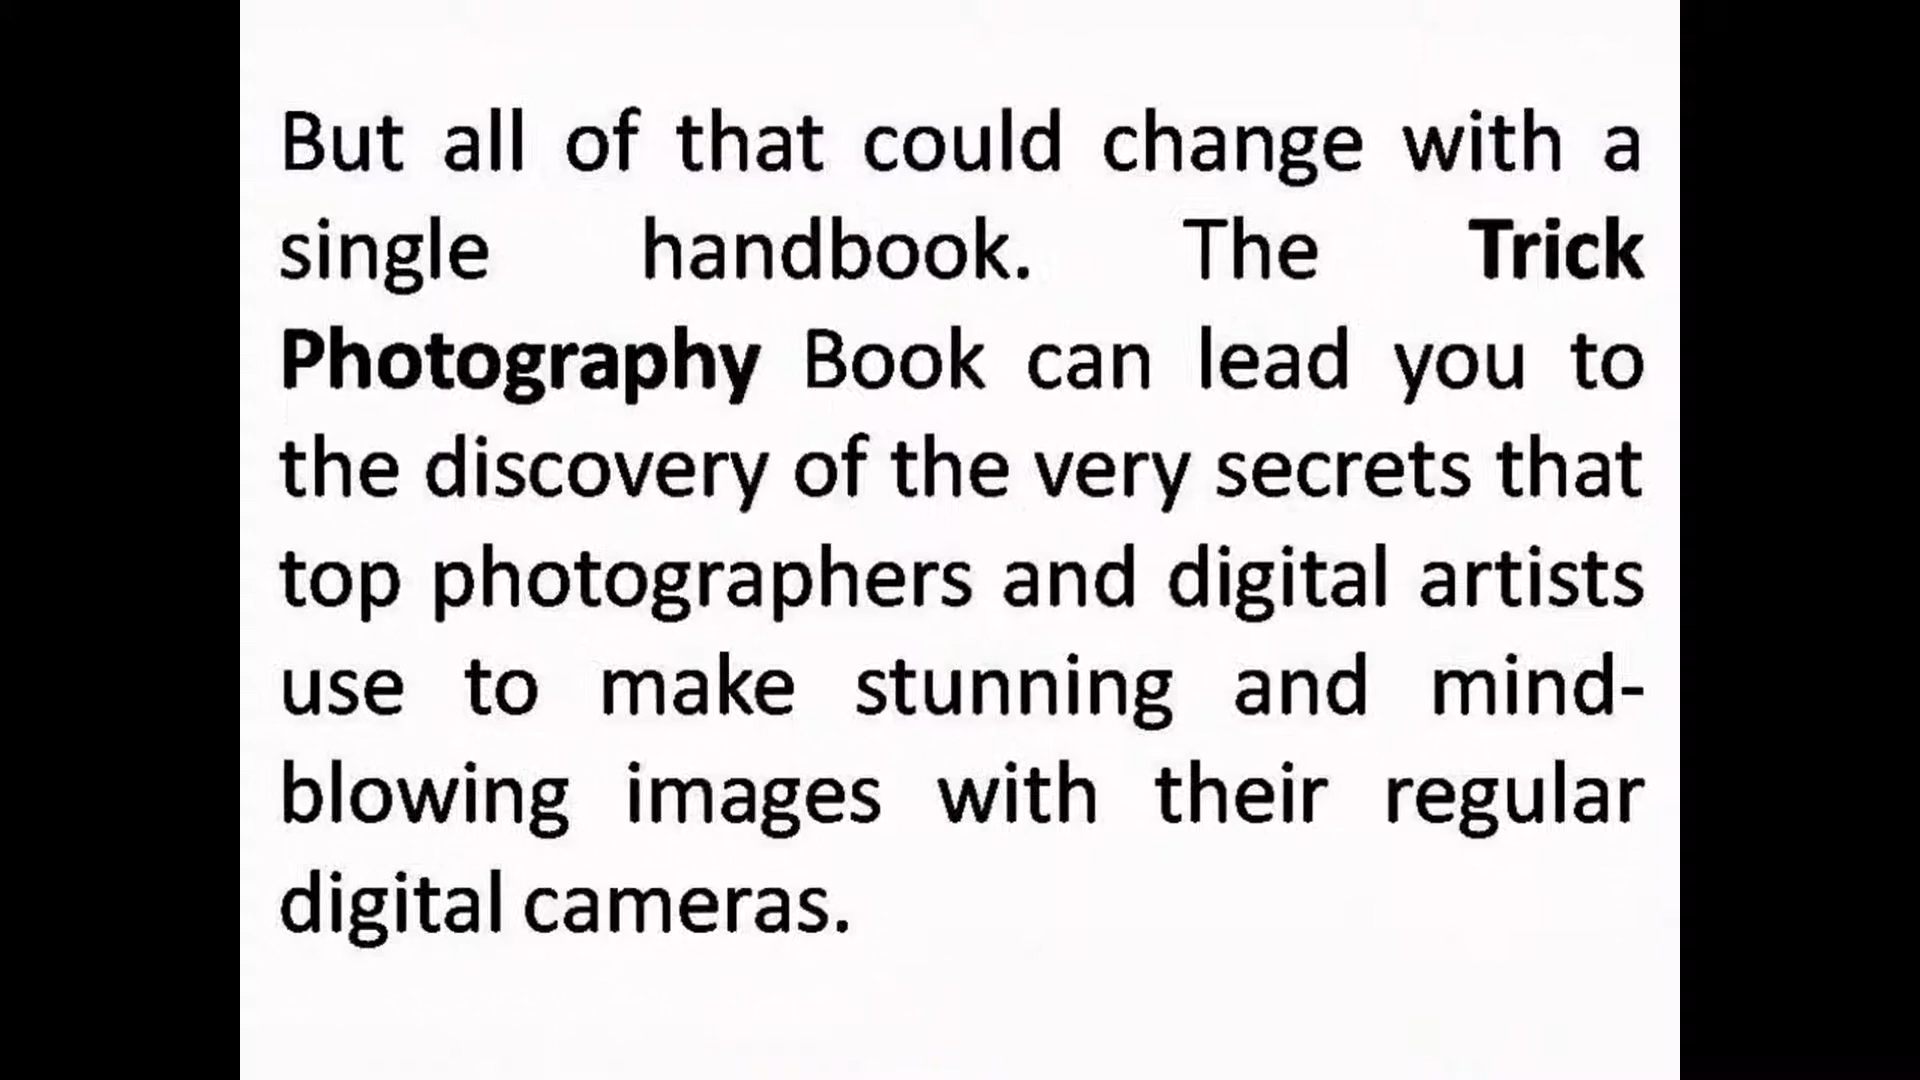 But all of that could change with a
single handbook. The Trick
Photography Book can lead you to
the discovery of the very secrets that
top photographers and digital artists
use to make stunning and mind-
blowing images with their regular
digital cameras.